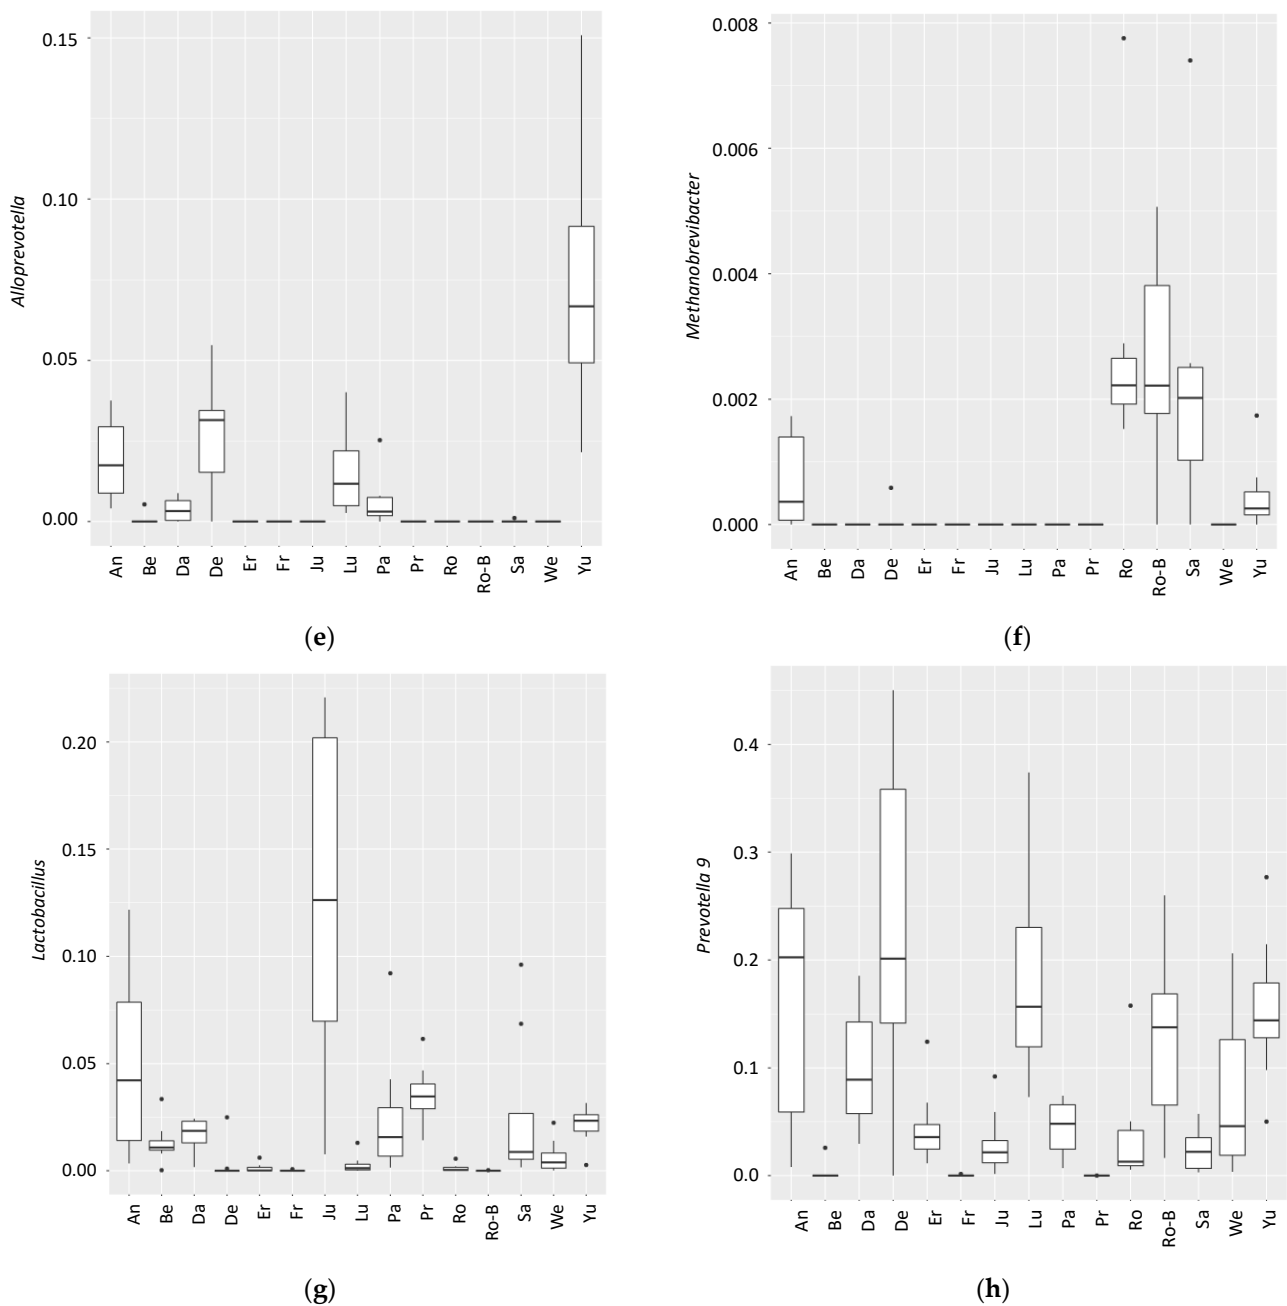 Alloprevotella
0.15
0.10
0.05
0.00
An Be Da De Er Fr Ju Lu Pa Pr Ro Ro-B Sa We Yu
(e)
Methanobrevibacter
0.008
0.006
0.004
0.002
0.000
An Be Da De Er Fr Ju Lu Pa Pr Ro Ro-B Sa We Yu
(f)
Lactobacillus
0.20
0.15
0.10
0.05
0.00
An Be Da De Er Fr Ju Lu Pa Pr Ro Ro-B Sa We Yu
(g)
Prevotella 9
0.4
0.3
0.2
0.1
0.0
An Be Da De Er Fr Ju Lu Pa Pr Ro Ro-B Sa We Yu
(h)